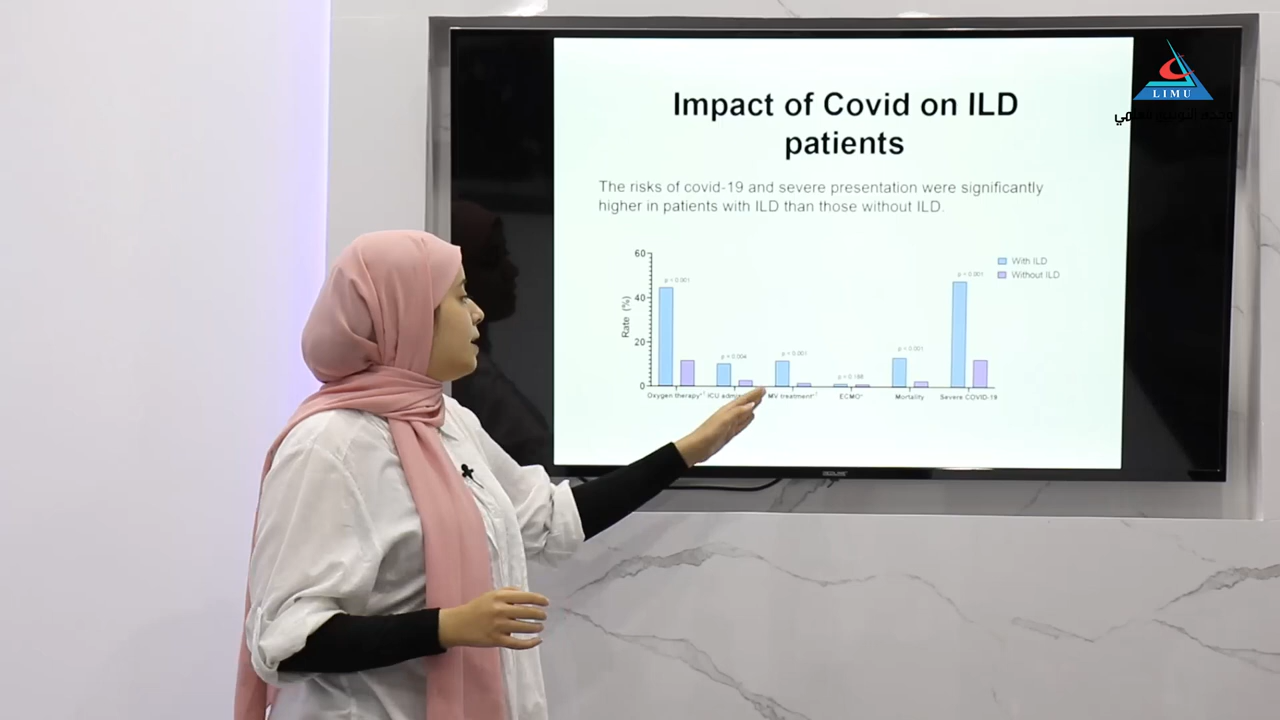 LIMU
Impact of Covid on ILD
patients
The risks of covid-19 and severe presentation were significantly
higher in patients with ILD than those without ILD.
With ILD
Without ILD
Rate (%)
60
40
20
0
p = 0.001
p = 0.004
p = 0.001
p = 0.188
p = 0.001
p = 0.001
Oxygen therapy*† ICU MV treatment*† ECMO* Mortality Severe COVID-19